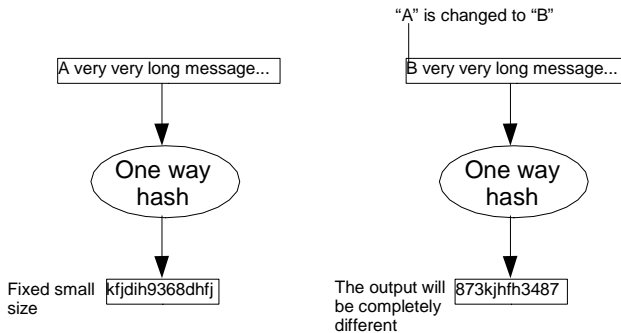 “A” is changed to “B”
A very very long message...
B very very long message...
One way
hash
One way
hash
Fixed small
size
kfjdih9368dhfj
The output will
be completely
different
873kjhfh3487